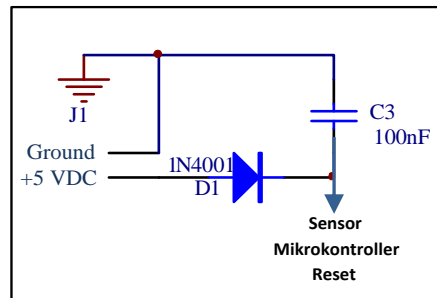 J1
C3
100nF
Ground
+5 VDC
1N4001
D1
Sensor
Mikrokontroller
Reset